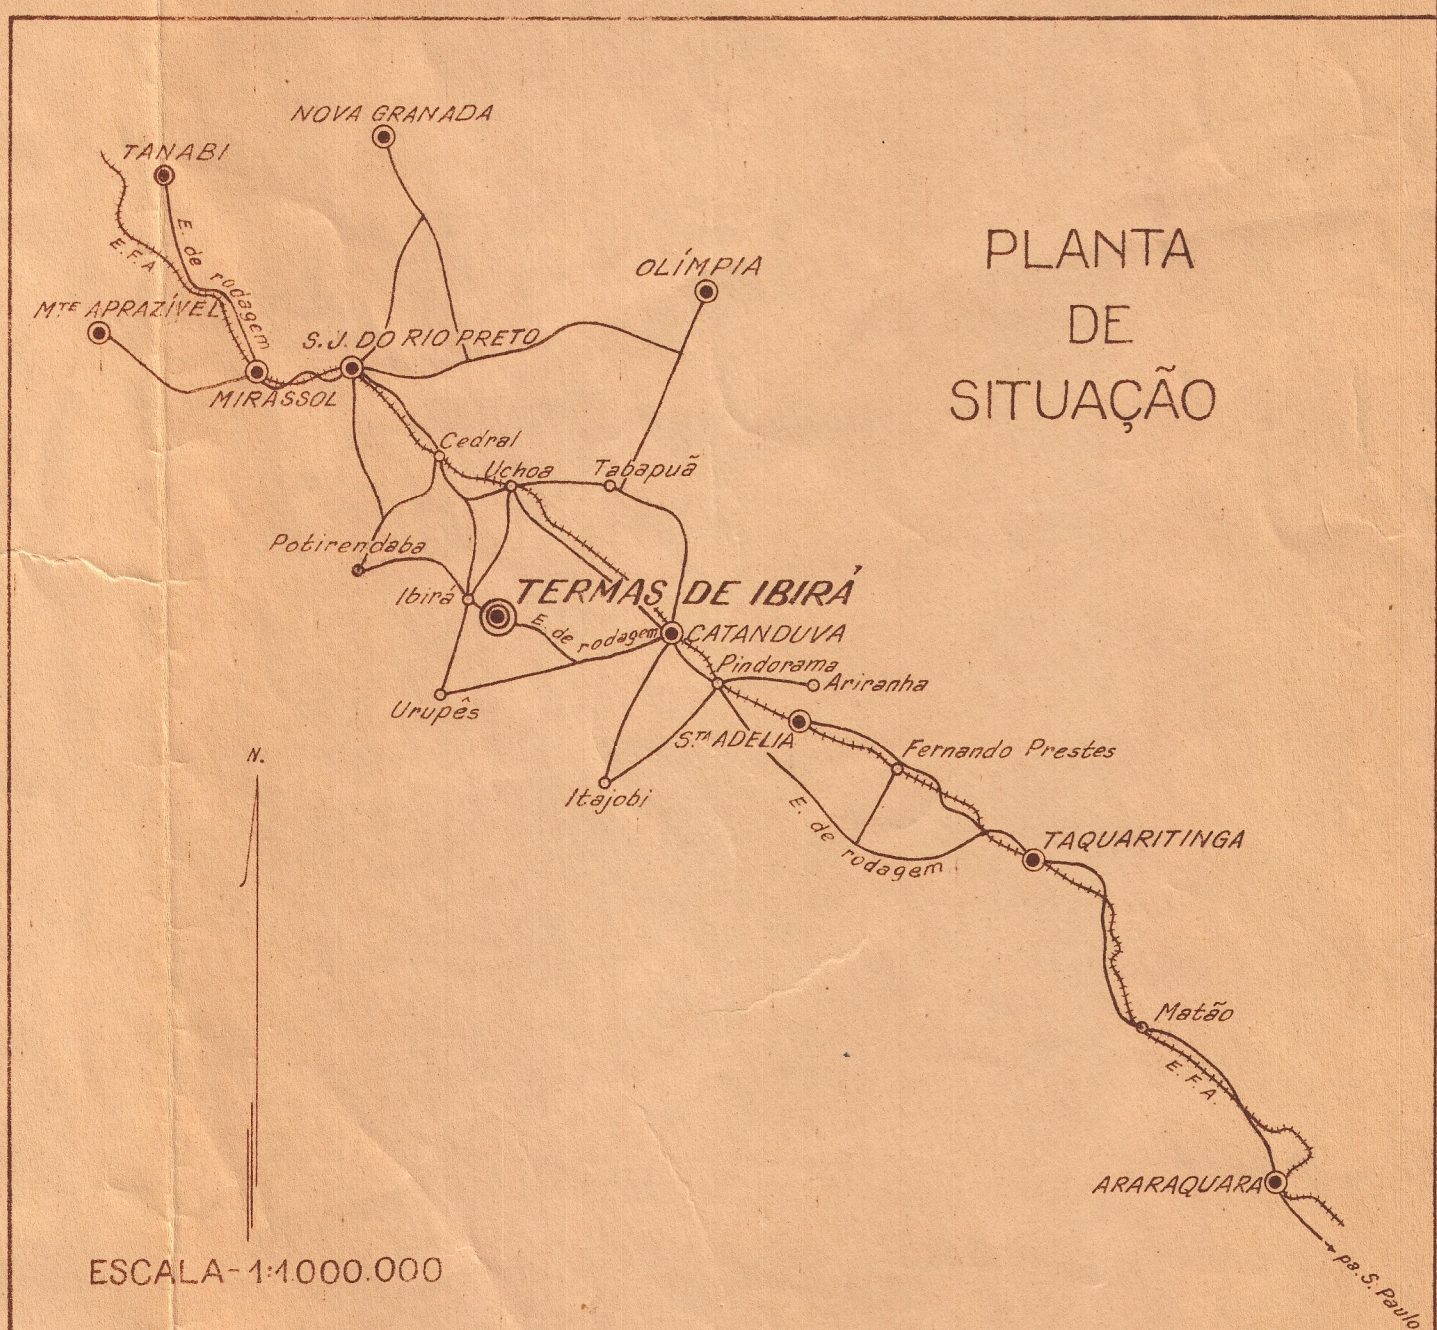 NOVA GRANADA
TANABI
E. de rodagem
E.F.A
OLÍMPIA
PLANTA
DE
SITUAÇÃO
MTE APRAZÍVEL
S.J. DO RIO PRETO
MIRASSOL
Cedral
Uchoa
Tabapuã
Potirendaba
Ibirá
TERMAS DE IBIRÁ
E. de rodagem
CATANDUVA
Pindorama
Ariranha
Urupês
STA ADELIA
Fernando Prestes
N.
Itajobi
E. de rodagem
TAQUARITINGA
Matão
E.F.A.
ARARAQUARA
pa. S. Paulo
ESCALA - 1:1.000.000